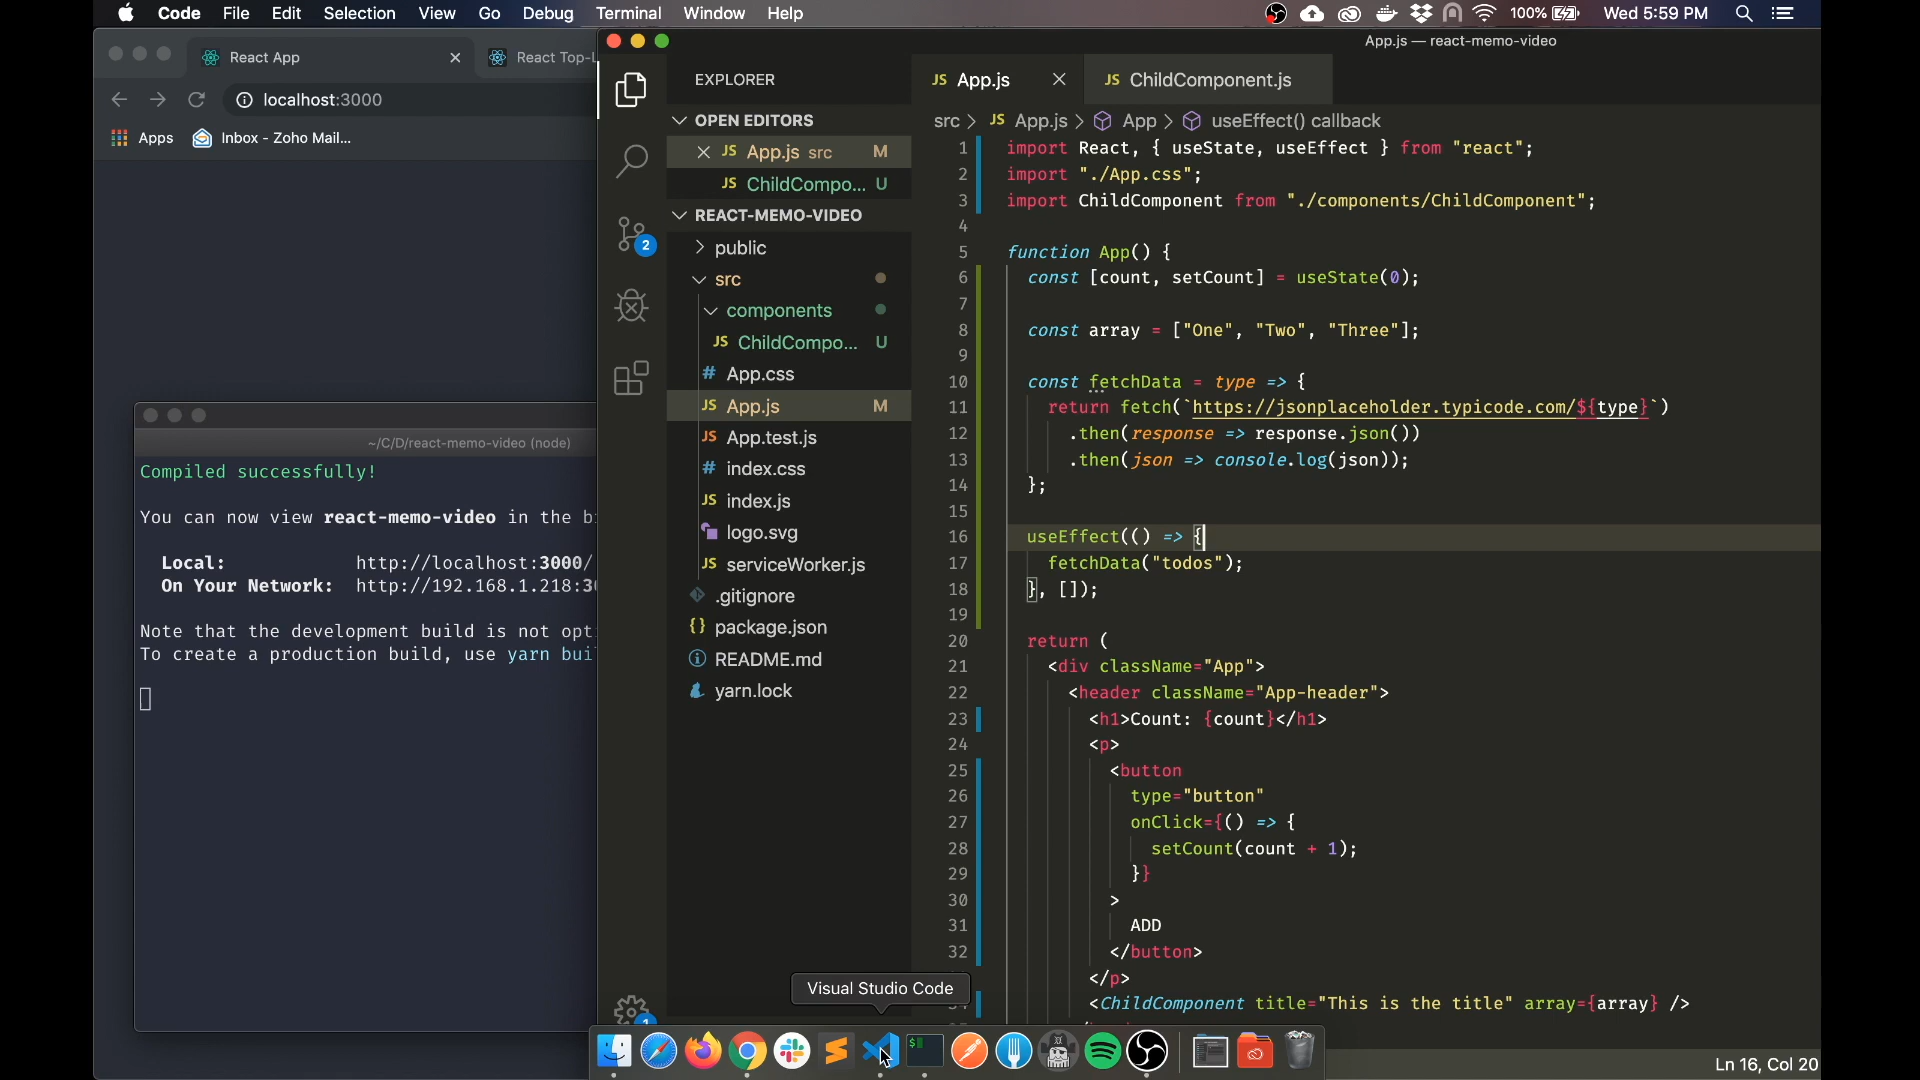 Code File Edit Selection View Go Debug Terminal Window Help
100% Wed 5:59 PM
React App
React Top-L
localhost:3000
Apps Inbox - Zoho Mail...
~/C/D/react-memo-video (node)
Compiled successfully!
You can now view react-memo-video in the b
Local: http://localhost:3000/
On Your Network: http://192.168.1.218:3
Note that the development build is not opt
To create a production build, use yarn bui
App.js — react-memo-video
EXPLORER
OPEN EDITORS
JS App.js src M
JS ChildCompo... U
REACT-MEMO-VIDEO
public
src
components
JS ChildCompo... U
# App.css
JS App.js M
JS App.test.js
# index.css
JS index.js
logo.svg
JS serviceWorker.js
.gitignore
{} package.json
README.md
yarn.lock
2
1
JS App.js
JS ChildComponent.js
src > JS App.js > App > useEffect() callback
1 import React, { useState, useEffect } from "react";
2 import "./App.css";
3 import ChildComponent from "./components/ChildComponent";
4
5 function App() {
6 const [count, setCount] = useState(0);
7
8 const array = ["One", "Two", "Three"];
9
10 const fetchData = type => {
11 return fetch(`https://jsonplaceholder.typicode.com/${type}`)
12 .then(response => response.json())
13 .then(json => console.log(json));
14 };
15
16 useEffect(() => {
17 fetchData("todos");
18 }, []);
19
20 return (
21 <div className="App">
22 <header className="App-header">
23 <h1>Count: {count}</h1>
24 <p>
25 <button
26 type="button"
27 onClick={() => {
28 setCount(count + 1);
29 }}
30 >
31 ADD
32 </button>
</p>
<ChildComponent title="This is the title" array={array} />
Visual Studio Code
Ln 16, Col 20